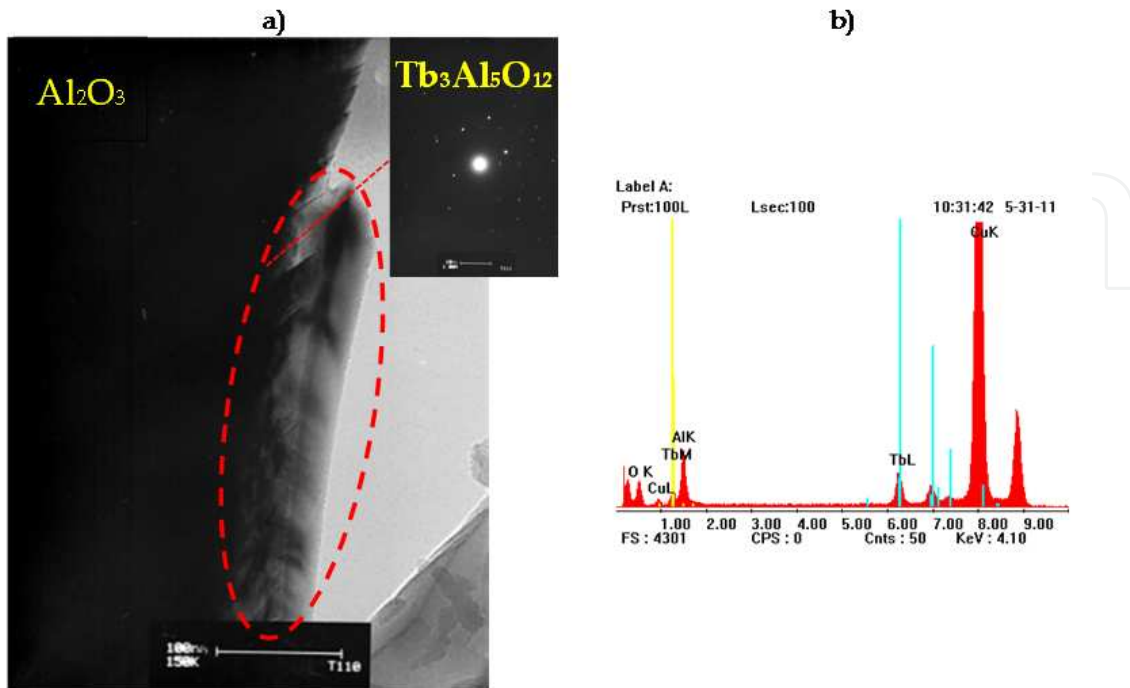 a)
b)
Al₂O₃
Tb₃Al₅O₁₂
100nm
150K
T110
Label A:
Prst:100L Lsec:100 10:31:42 5-31-11
CuK
AlK
TbM
O K
CuL
TbL
1.00 2.00 3.00 4.00 5.00 6.00 7.00 8.00 9.00
FS : 4301 CPS : 0 Cnts : 50 KeV : 4.10